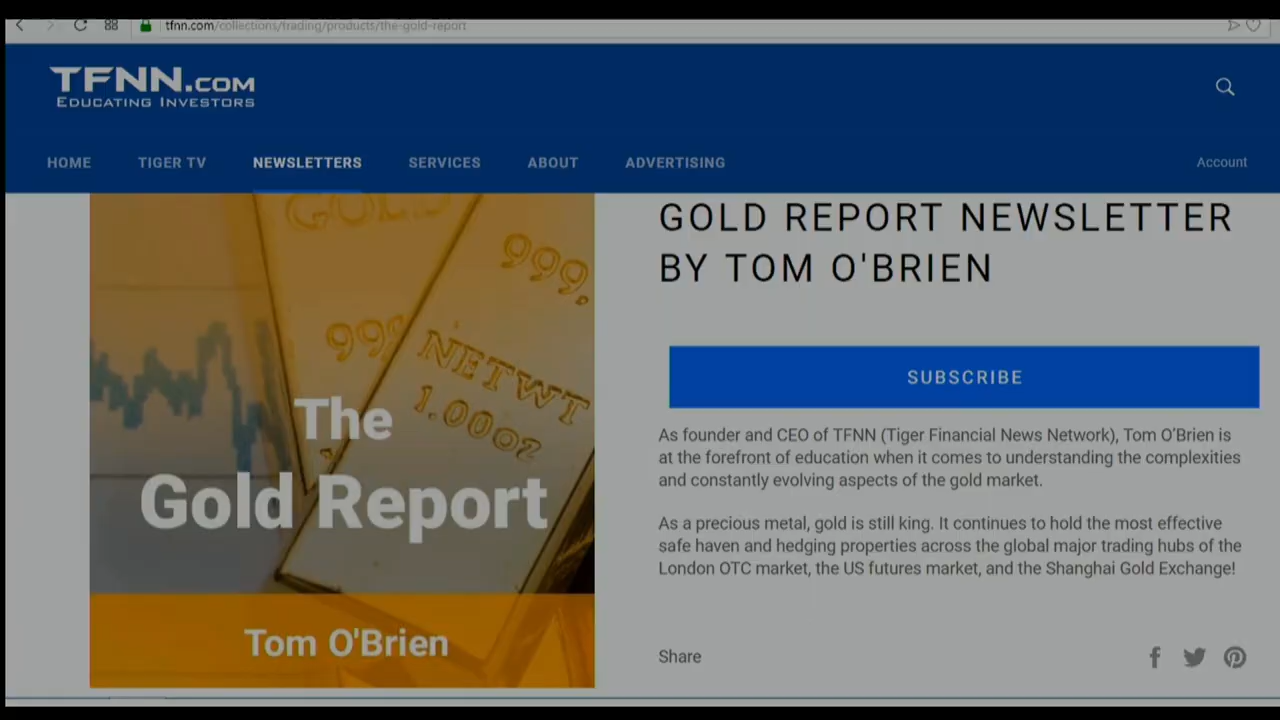 tfnn.com/collections/trading/products/the-gold-report
TFNN.COM
EDUCATING INVESTORS
HOME TIGER TV NEWSLETTERS SERVICES ABOUT ADVERTISING Account
GOLD
999.
999
NETWT
1.00oz
The
Gold Report
Tom O'Brien
GOLD REPORT NEWSLETTER
BY TOM O'BRIEN
SUBSCRIBE
As founder and CEO of TFNN (Tiger Financial News Network), Tom O'Brien is
at the forefront of education when it comes to understanding the complexities
and constantly evolving aspects of the gold market.
As a precious metal, gold is still king. It continues to hold the most effective
safe haven and hedging properties across the global major trading hubs of the
London OTC market, the US futures market, and the Shanghai Gold Exchange!
Share